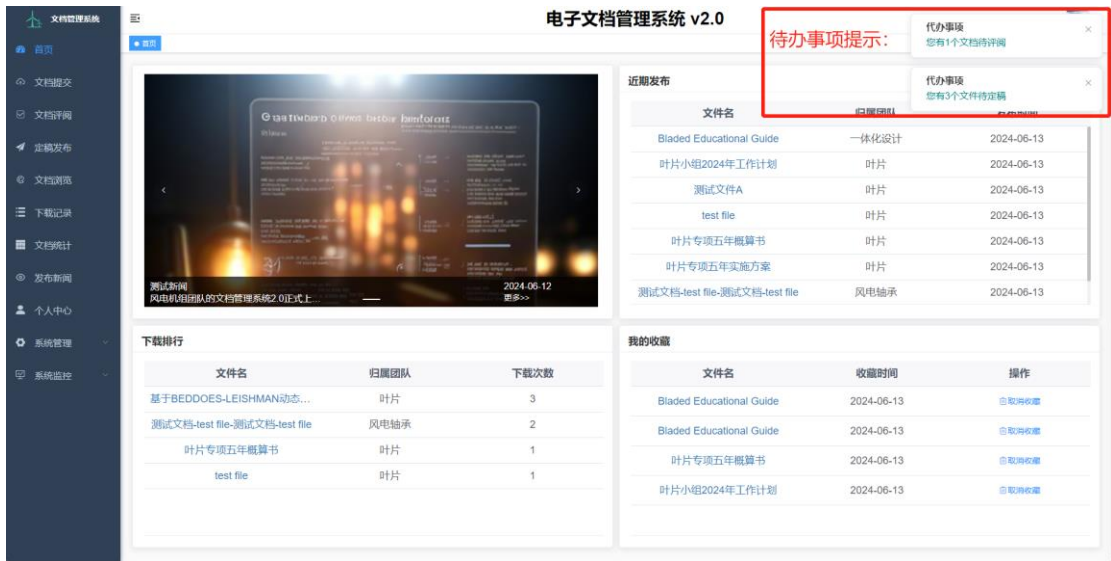 文档管理系统
首页
文档提交
文档评阅
定稿发布
文档浏览
下载记录
文档统计
发布新闻
个人中心
系统管理
系统监控
电子文档管理系统 v2.0
首页
待办事项提示：
代办事项
您有1个文档待评阅
代办事项
您有3个文件待定稿
测试新闻 2024-06-12
风电机组团队的文档管理系统2.0正式上... 更多>>
近期发布
文件名 归属团队 发布时间
Bladed Educational Guide 一体化设计 2024-06-13
叶片小组2024年工作计划 叶片 2024-06-13
测试文件A 叶片 2024-06-13
test file 叶片 2024-06-13
叶片专项五年概算书 叶片 2024-06-13
叶片专项五年实施方案 叶片 2024-06-13
测试文档-test file-测试文档-test file 风电轴承 2024-06-13
下载排行
文件名 归属团队 下载次数
基于BEDDOES-LEISHMAN动态... 叶片 3
测试文档-test file-测试文档-test file 风电轴承 2
叶片专项五年概算书 叶片 1
test file 叶片 1
我的收藏
文件名 收藏时间 操作
Bladed Educational Guide 2024-06-13 取消收藏
Bladed Educational Guide 2024-06-13 取消收藏
叶片专项五年概算书 2024-06-13 取消收藏
叶片小组2024年工作计划 2024-06-13 取消收藏